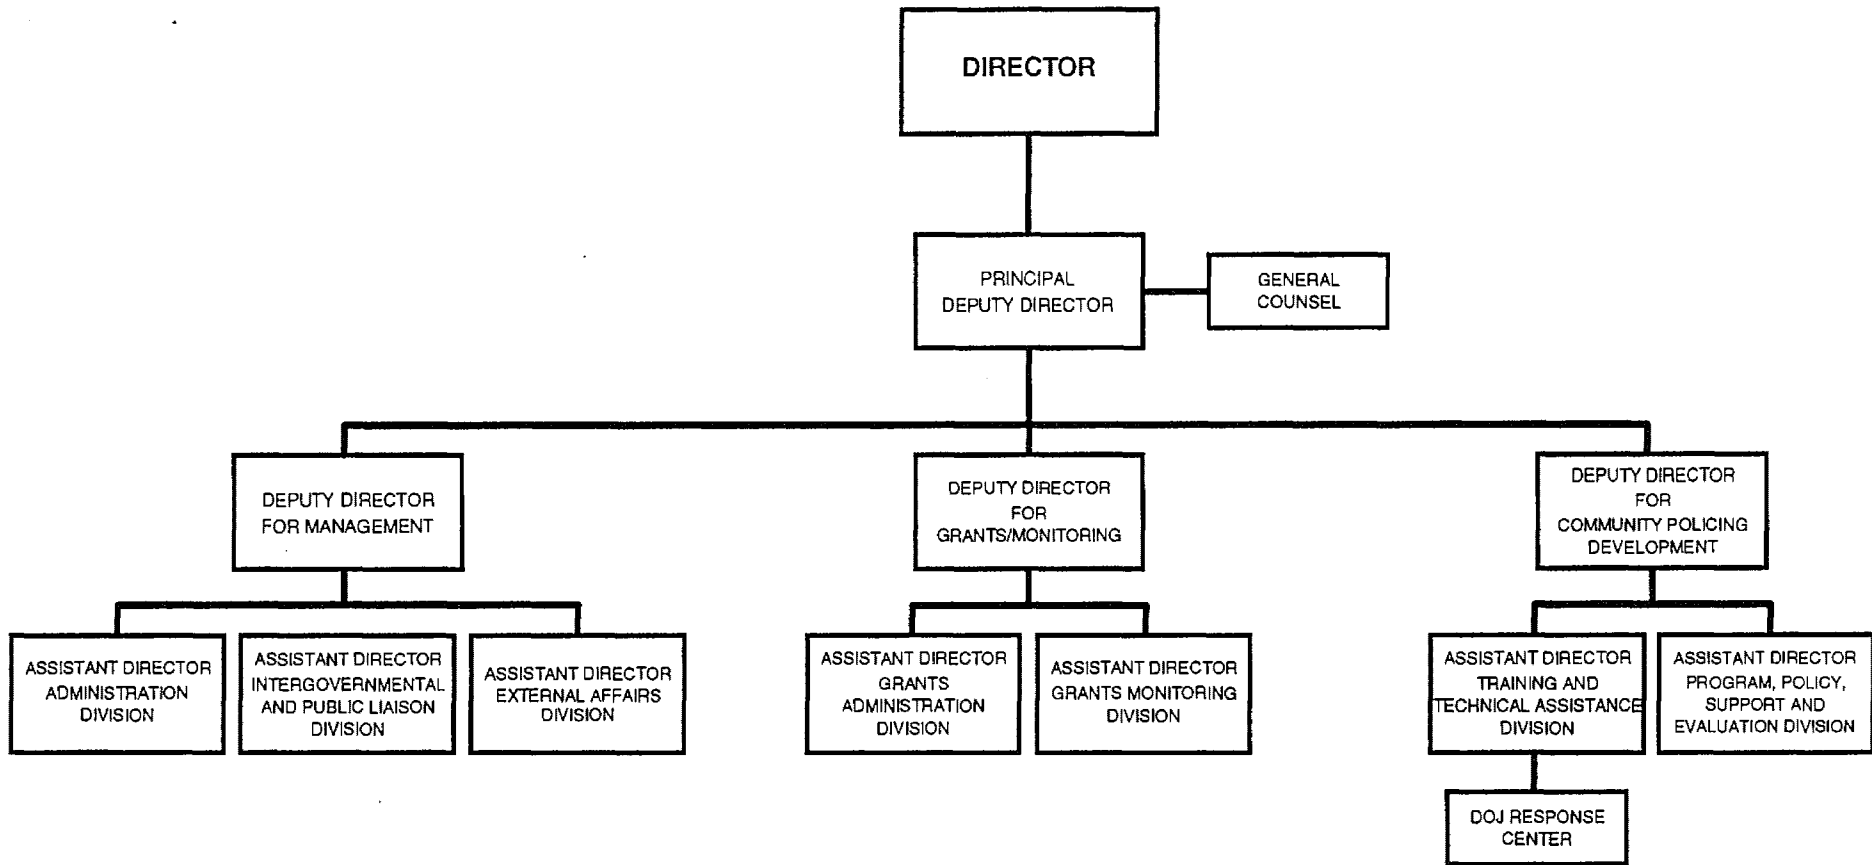 DIRECTOR
PRINCIPAL
DEPUTY DIRECTOR
GENERAL
COUNSEL
DEPUTY DIRECTOR
FOR MANAGEMENT
DEPUTY DIRECTOR
FOR
GRANTS/MONITORING
DEPUTY DIRECTOR
FOR
COMMUNITY POLICING
DEVELOPMENT
ASSISTANT DIRECTOR
ADMINISTRATION
DIVISION
ASSISTANT DIRECTOR
INTERGOVERNMENTAL
AND PUBLIC LIAISON
DIVISION
ASSISTANT DIRECTOR
EXTERNAL AFFAIRS
DIVISION
ASSISTANT DIRECTOR
GRANTS
ADMINISTRATION
DIVISION
ASSISTANT DIRECTOR
GRANTS MONITORING
DIVISION
ASSISTANT DIRECTOR
TRAINING AND
TECHNICAL ASSISTANCE
DIVISION
ASSISTANT DIRECTOR
PROGRAM, POLICY,
SUPPORT AND
EVALUATION DIVISION
DOJ RESPONSE
CENTER